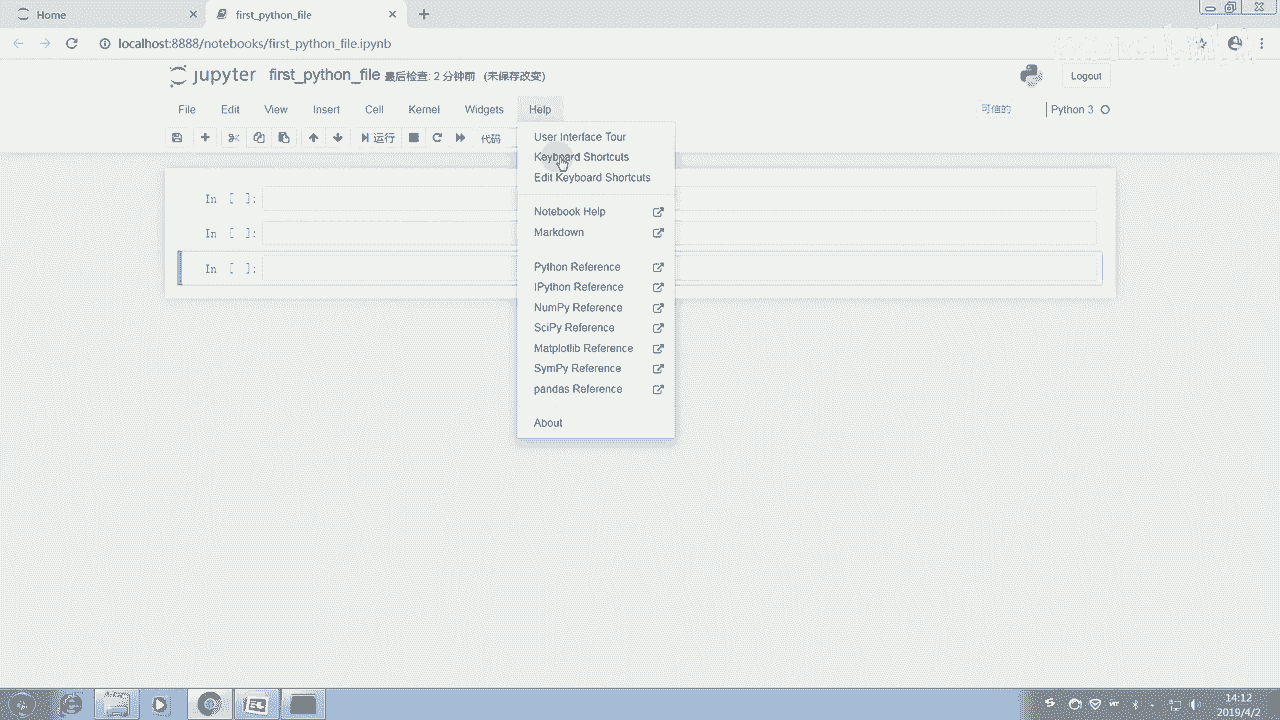 Home
first_python_file
localhost:8888/notebooks/first_python_file.ipynb
jupyter first_python_file 最后检查: 2 分钟前 (未保存改变)
Logout
File Edit View Insert Cell Kernel Widgets Help
可信的 Python 3
运行 代码
User Interface Tour
Keyboard Shortcuts
Edit Keyboard Shortcuts
Notebook Help
Markdown
Python Reference
IPython Reference
NumPy Reference
SciPy Reference
Matplotlib Reference
SymPy Reference
pandas Reference
About
In [ ]:
In [ ]:
In [ ]:
14:12
2019/4/2